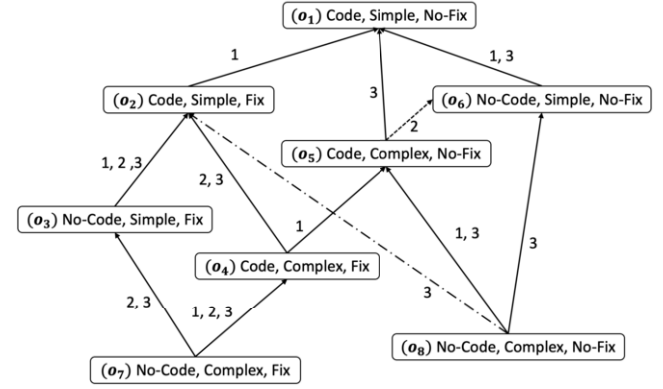 (o₁) Code, Simple, No-Fix
1
1, 3
(o₂) Code, Simple, Fix
3
(o₆) No-Code, Simple, No-Fix
2
(o₅) Code, Complex, No-Fix
1, 2 ,3
2, 3
(o₃) No-Code, Simple, Fix
1
1, 3
3
(o₄) Code, Complex, Fix
3
2, 3
1, 2, 3
(o₈) No-Code, Complex, No-Fix
(o₇) No-Code, Complex, Fix